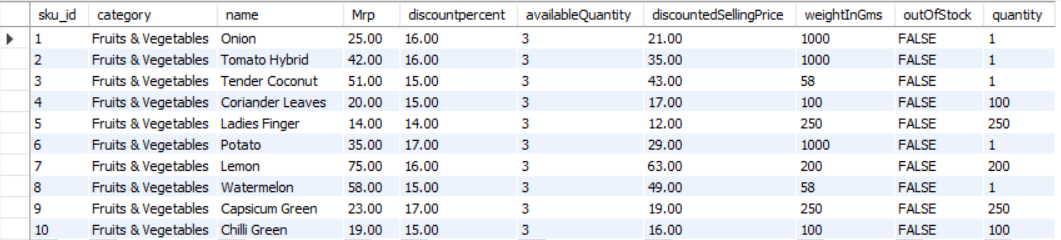 sku_id category name Mrp discountpercent availableQuantity discountedSellingPrice weightInGms outOfStock quantity
1 Fruits & Vegetables Onion 25.00 16.00 3 21.00 1000 FALSE 1
2 Fruits & Vegetables Tomato Hybrid 42.00 16.00 3 35.00 1000 FALSE 1
3 Fruits & Vegetables Tender Coconut 51.00 15.00 3 43.00 58 FALSE 1
4 Fruits & Vegetables Coriander Leaves 20.00 15.00 3 17.00 100 FALSE 100
5 Fruits & Vegetables Ladies Finger 14.00 14.00 3 12.00 250 FALSE 250
6 Fruits & Vegetables Potato 35.00 17.00 3 29.00 1000 FALSE 1
7 Fruits & Vegetables Lemon 75.00 16.00 3 63.00 200 FALSE 200
8 Fruits & Vegetables Watermelon 58.00 15.00 3 49.00 58 FALSE 1
9 Fruits & Vegetables Capsicum Green 23.00 17.00 3 19.00 250 FALSE 250
10 Fruits & Vegetables Chilli Green 19.00 15.00 3 16.00 100 FALSE 100